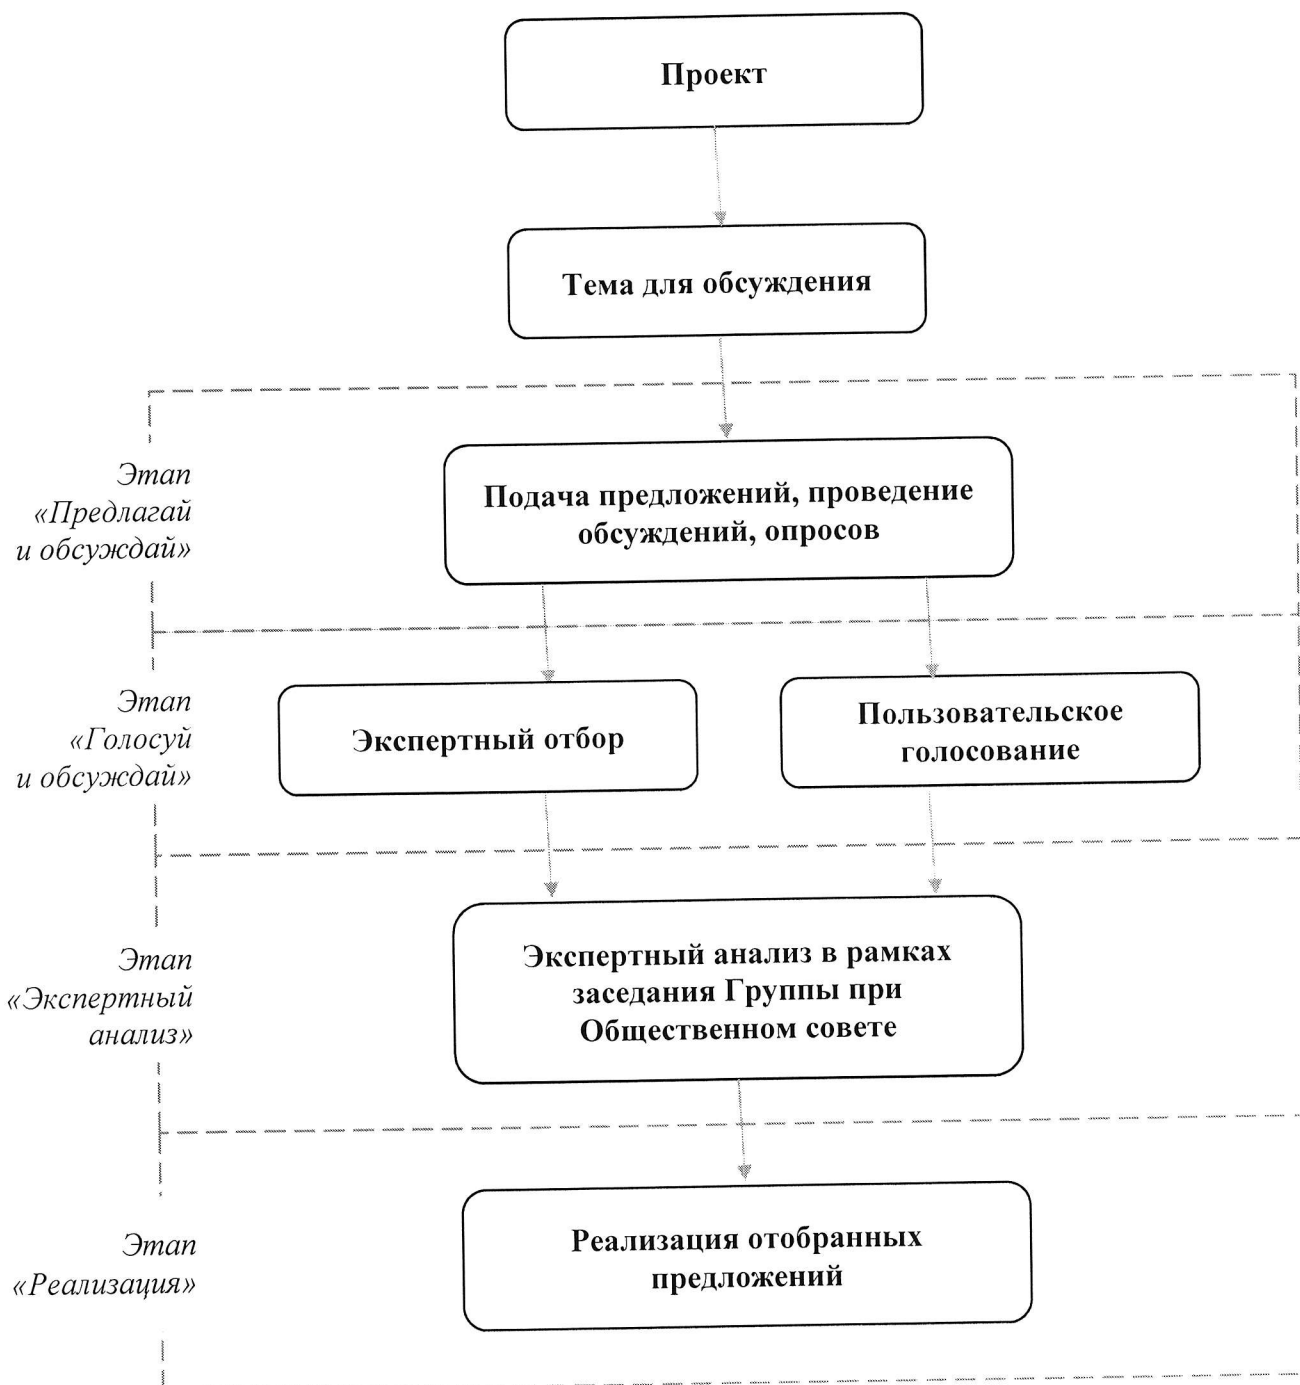 Проект
Тема для обсуждения
Этап
«Предлагай
и обсуждай»
Подача предложений, проведение
обсуждений, опросов
Этап
«Голосуй
и обсуждай»
Экспертный отбор
Пользовательское
голосование
Этап
«Экспертный
анализ»
Экспертный анализ в рамках
заседания Группы при
Общественном совете
Этап
«Реализация»
Реализация отобранных
предложений